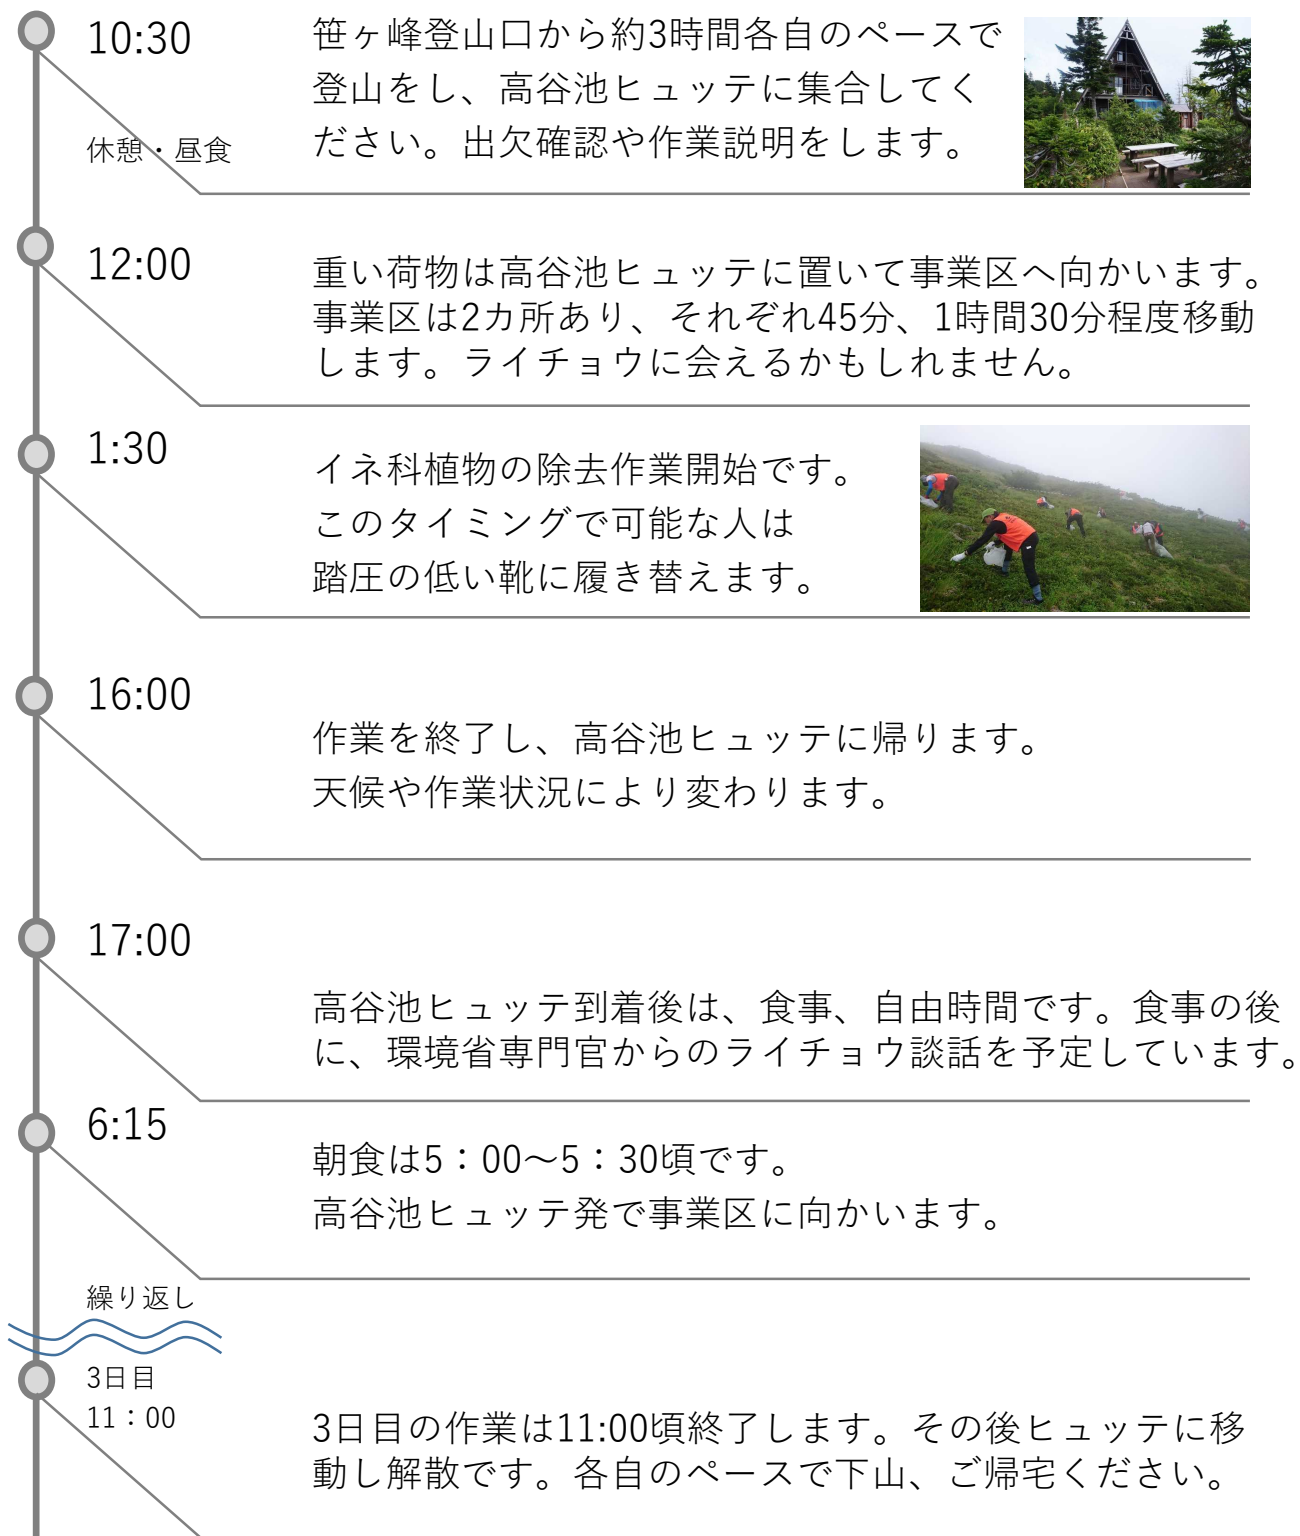 10:30
笹ヶ峰登山口から約3時間各自のペースで
登山をし、高谷池ヒュッテに集合してく
ださい。出欠確認や作業説明をします。
休憩・昼食
12:00
重い荷物は高谷池ヒュッテに置いて事業区へ向かいます。
事業区は2カ所あり、それぞれ45分、1時間30分程度移動
します。ライチョウに会えるかもしれません。
1:30
イネ科植物の除去作業開始です。
このタイミングで可能な人は
踏圧の低い靴に履き替えます。
16:00
作業を終了し、高谷池ヒュッテに帰ります。
天候や作業状況により変わります。
17:00
高谷池ヒュッテ到着後は、食事、自由時間です。食事の後
に、環境省専門官からのライチョウ談話を予定しています。
6:15
朝食は5：00～5：30頃です。
高谷池ヒュッテ発で事業区に向かいます。
繰り返し
3日目
11：00
3日目の作業は11:00頃終了します。その後ヒュッテに移
動し解散です。各自のペースで下山、ご帰宅ください。